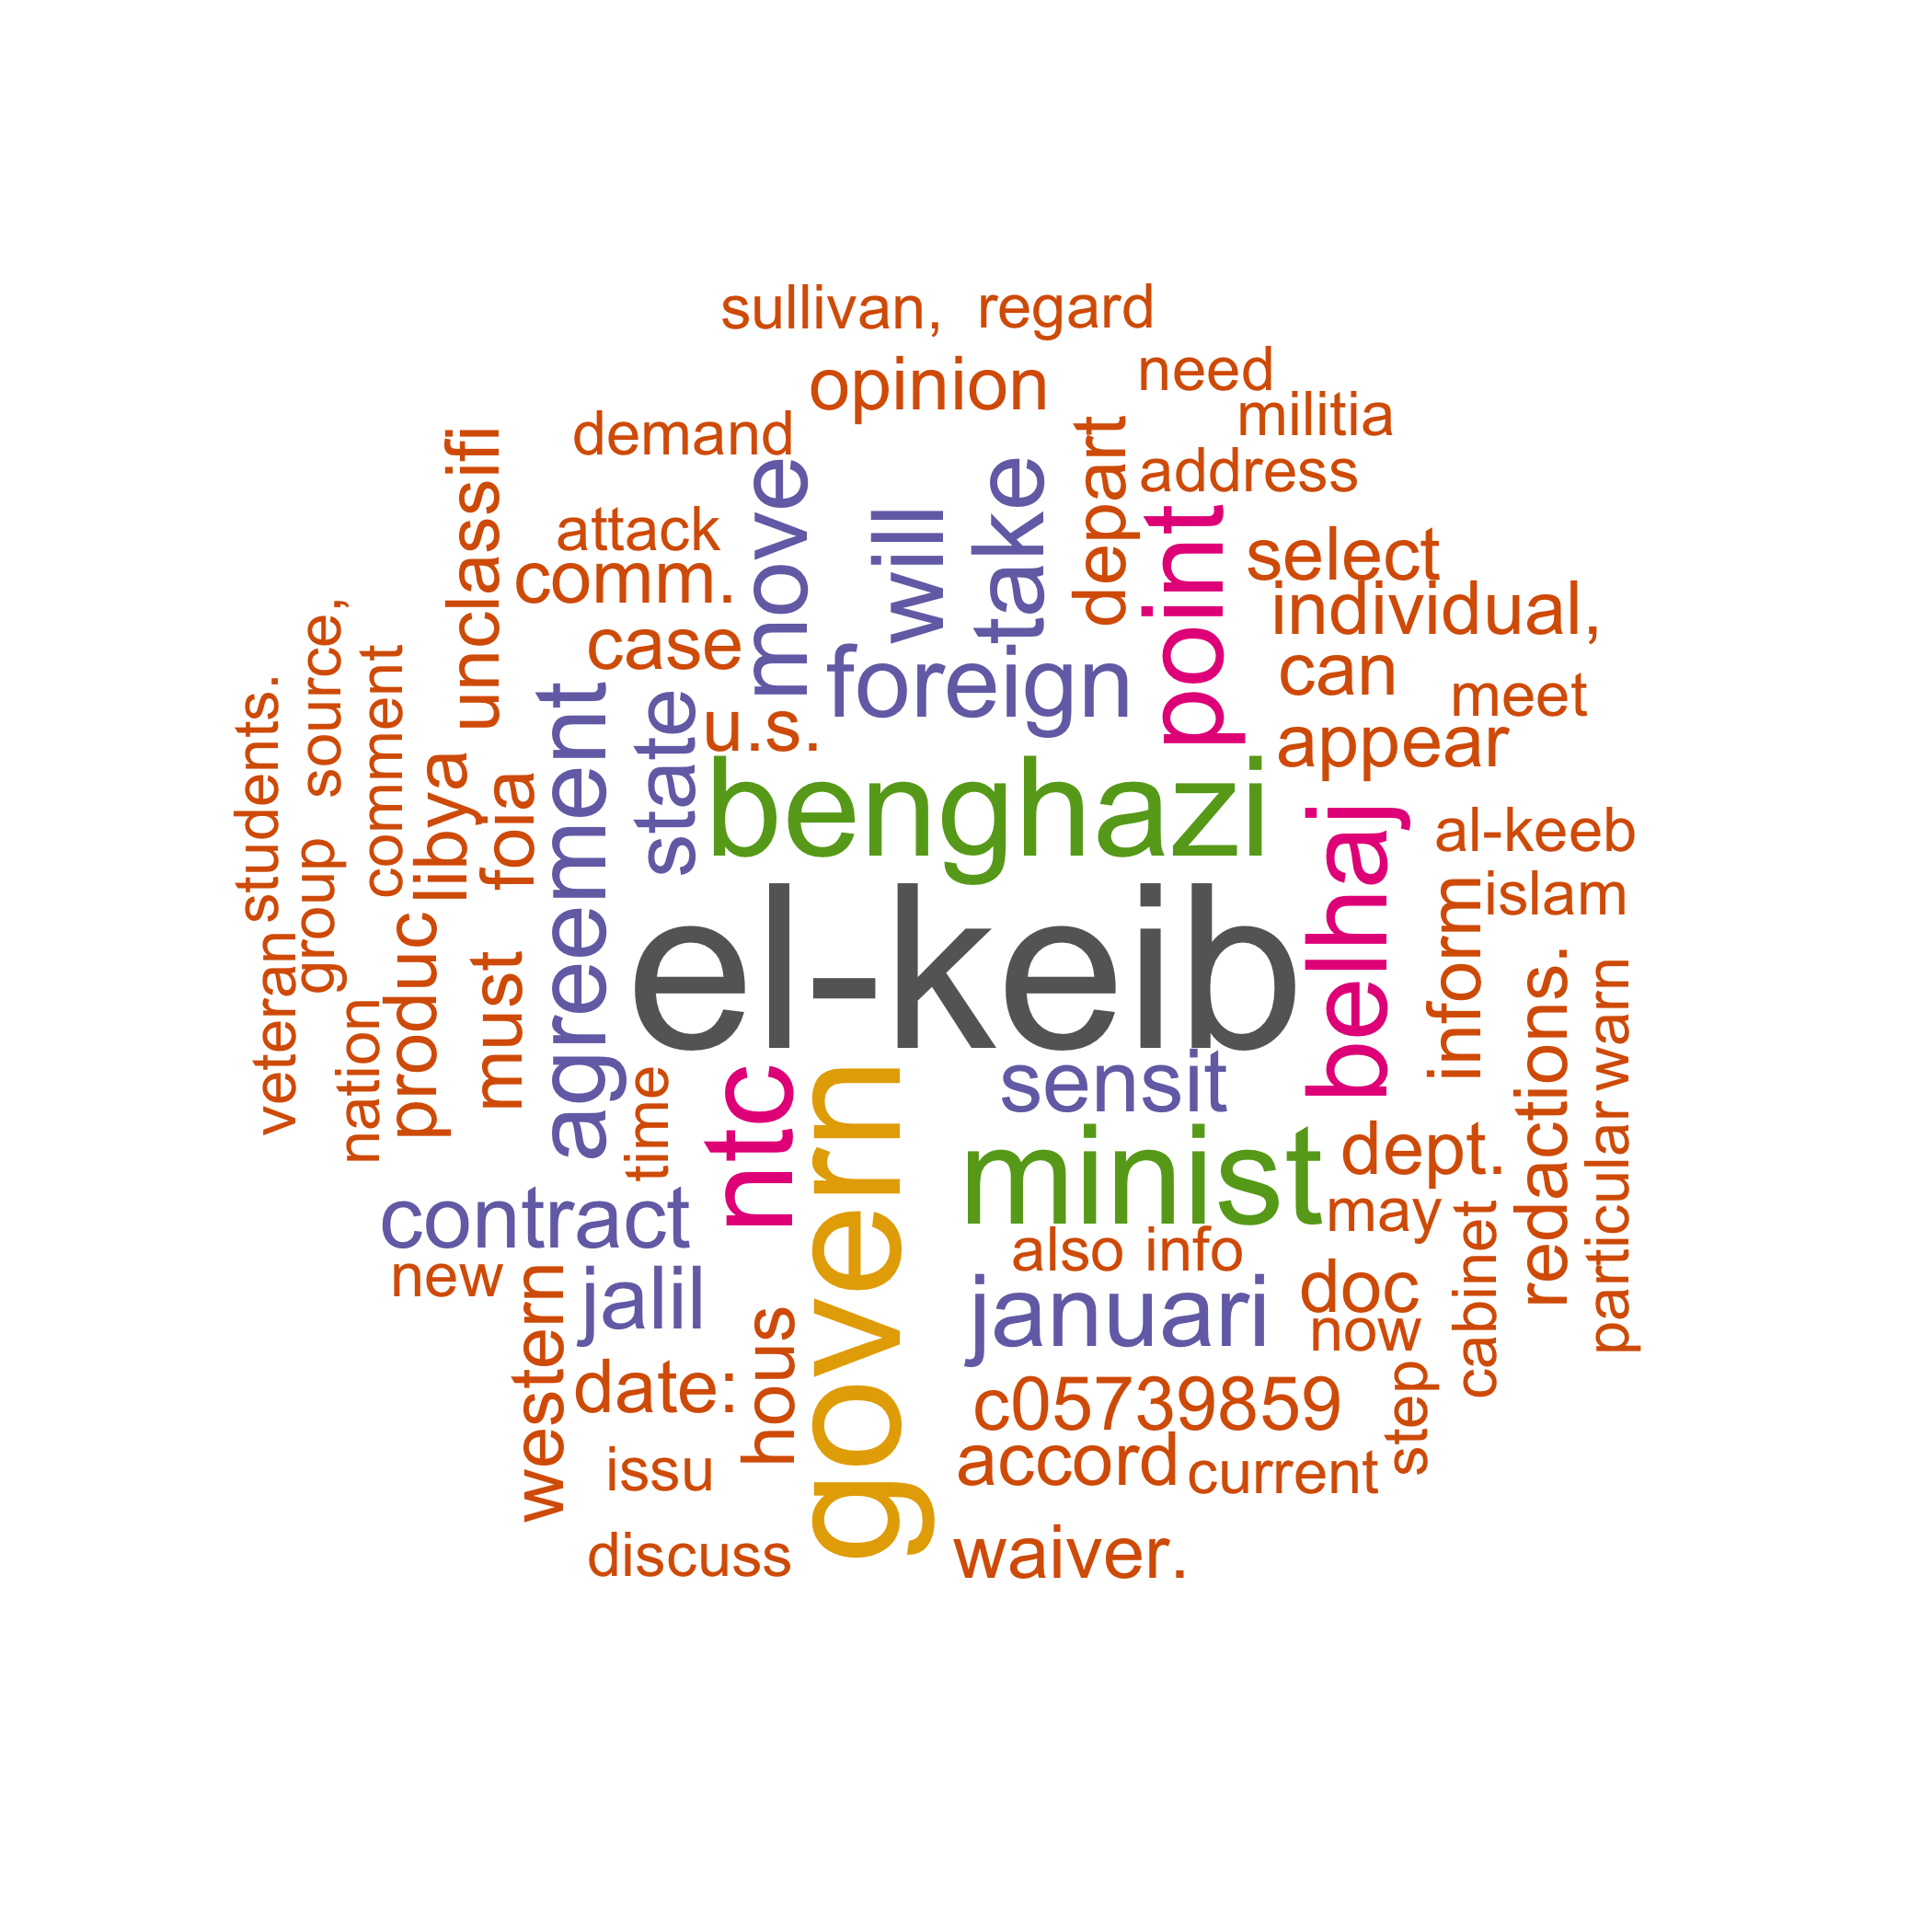 sullivan, regard
opinion
need
militia
demand
address
depart
unclassifi
move
will
take
attack
comm.
point
select
individual,
case
can
foreign
meet
u.s.
appear
state
agreement
source,
comment
students.
libya
foia
benghazi
belhaj
al-keeb
islam
group
produc
el-keib
inform
veteran
nation
must
redactions.
warn
particular
time
ntc
govern
sensit
minist
dept.
may
contract
also info
new
jalil
januari
doc
now
cabinet
western
hous
date:
c05739859
step
accord
current
issu
discuss
waiver.